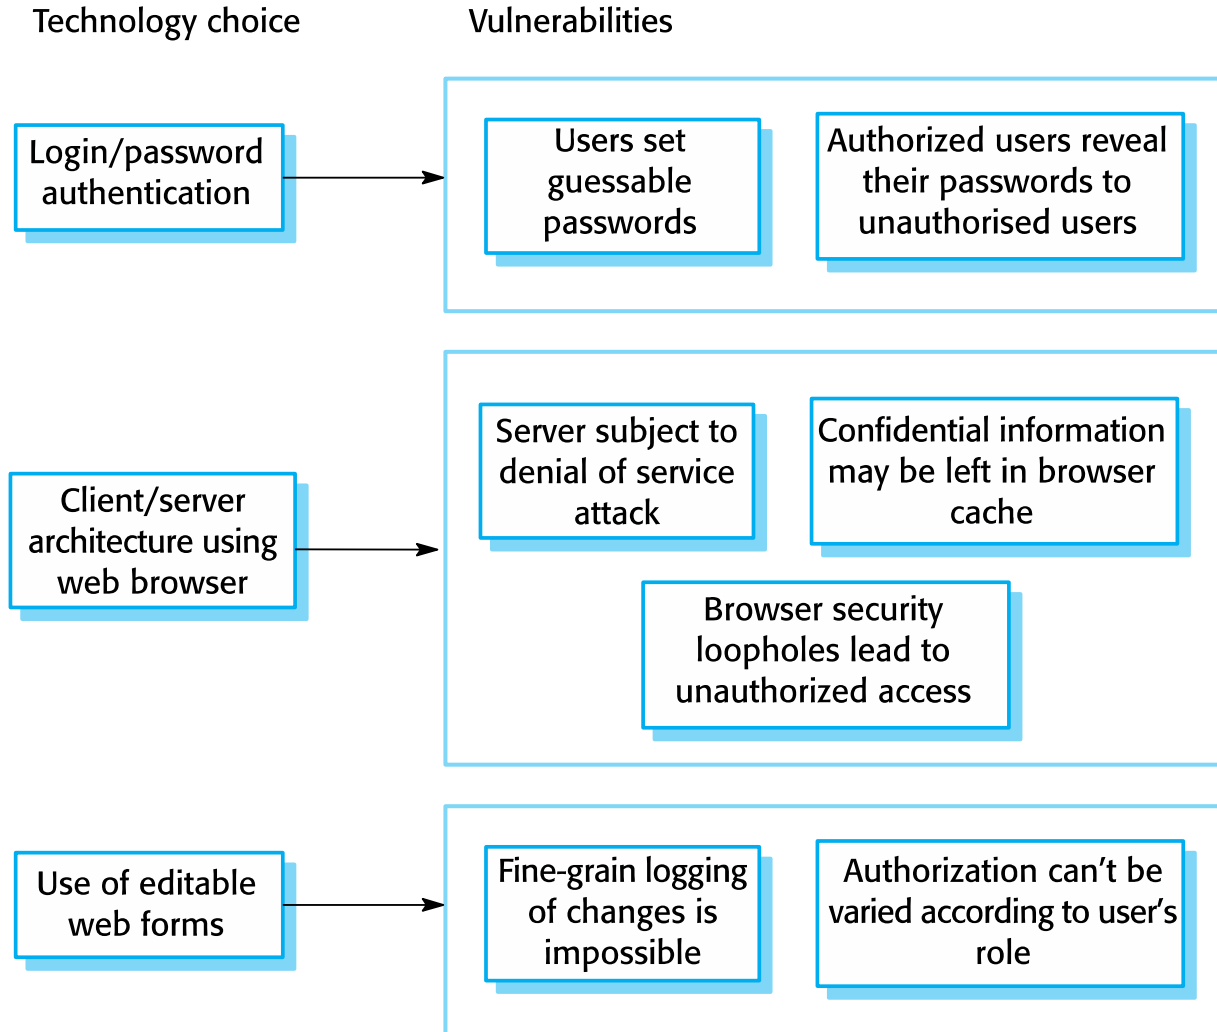 Technology choice
Vulnerabilities
Login/password
authentication
Users set
guessable
passwords
Authorized users reveal
their passwords to
unauthorised users
Client/server
architecture using
web browser
Server subject to
denial of service
attack
Confidential information
may be left in browser
cache
Browser security
loopholes lead to
unauthorized access
Use of editable
web forms
Fine-grain logging
of changes is
impossible
Authorization can’t be
varied according to user’s
role